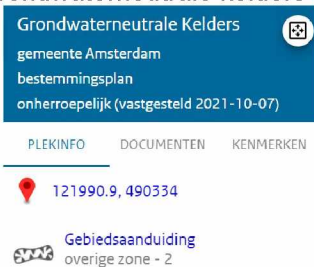 Grondwaterneutrale Kelders
gemeente Amsterdam
bestemmingsplan
onherroepelijk (vastgesteld 2021-10-07)
PLEKINFO DOCUMENTEN KENMERKEN
121990.9, 490334
Gebiedsaanduiding
overige zone - 2